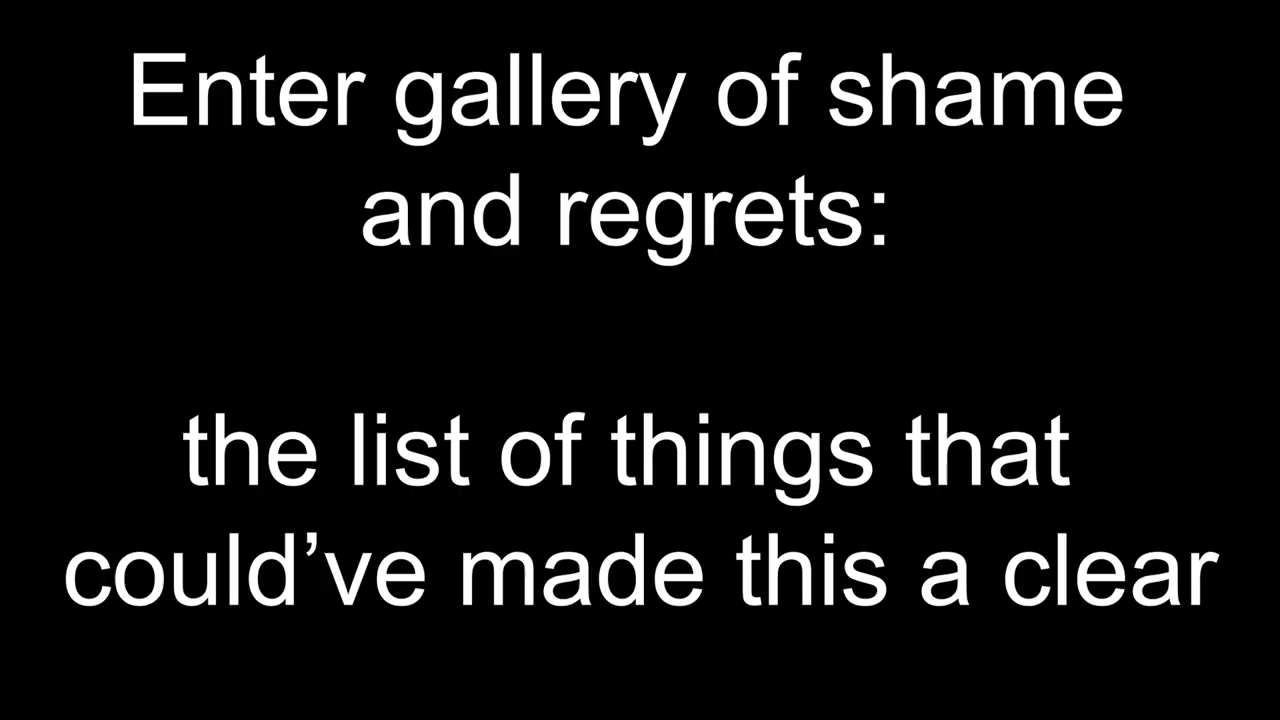 Enter gallery of shame
and regrets:
the list of things that
could’ve made this a clear